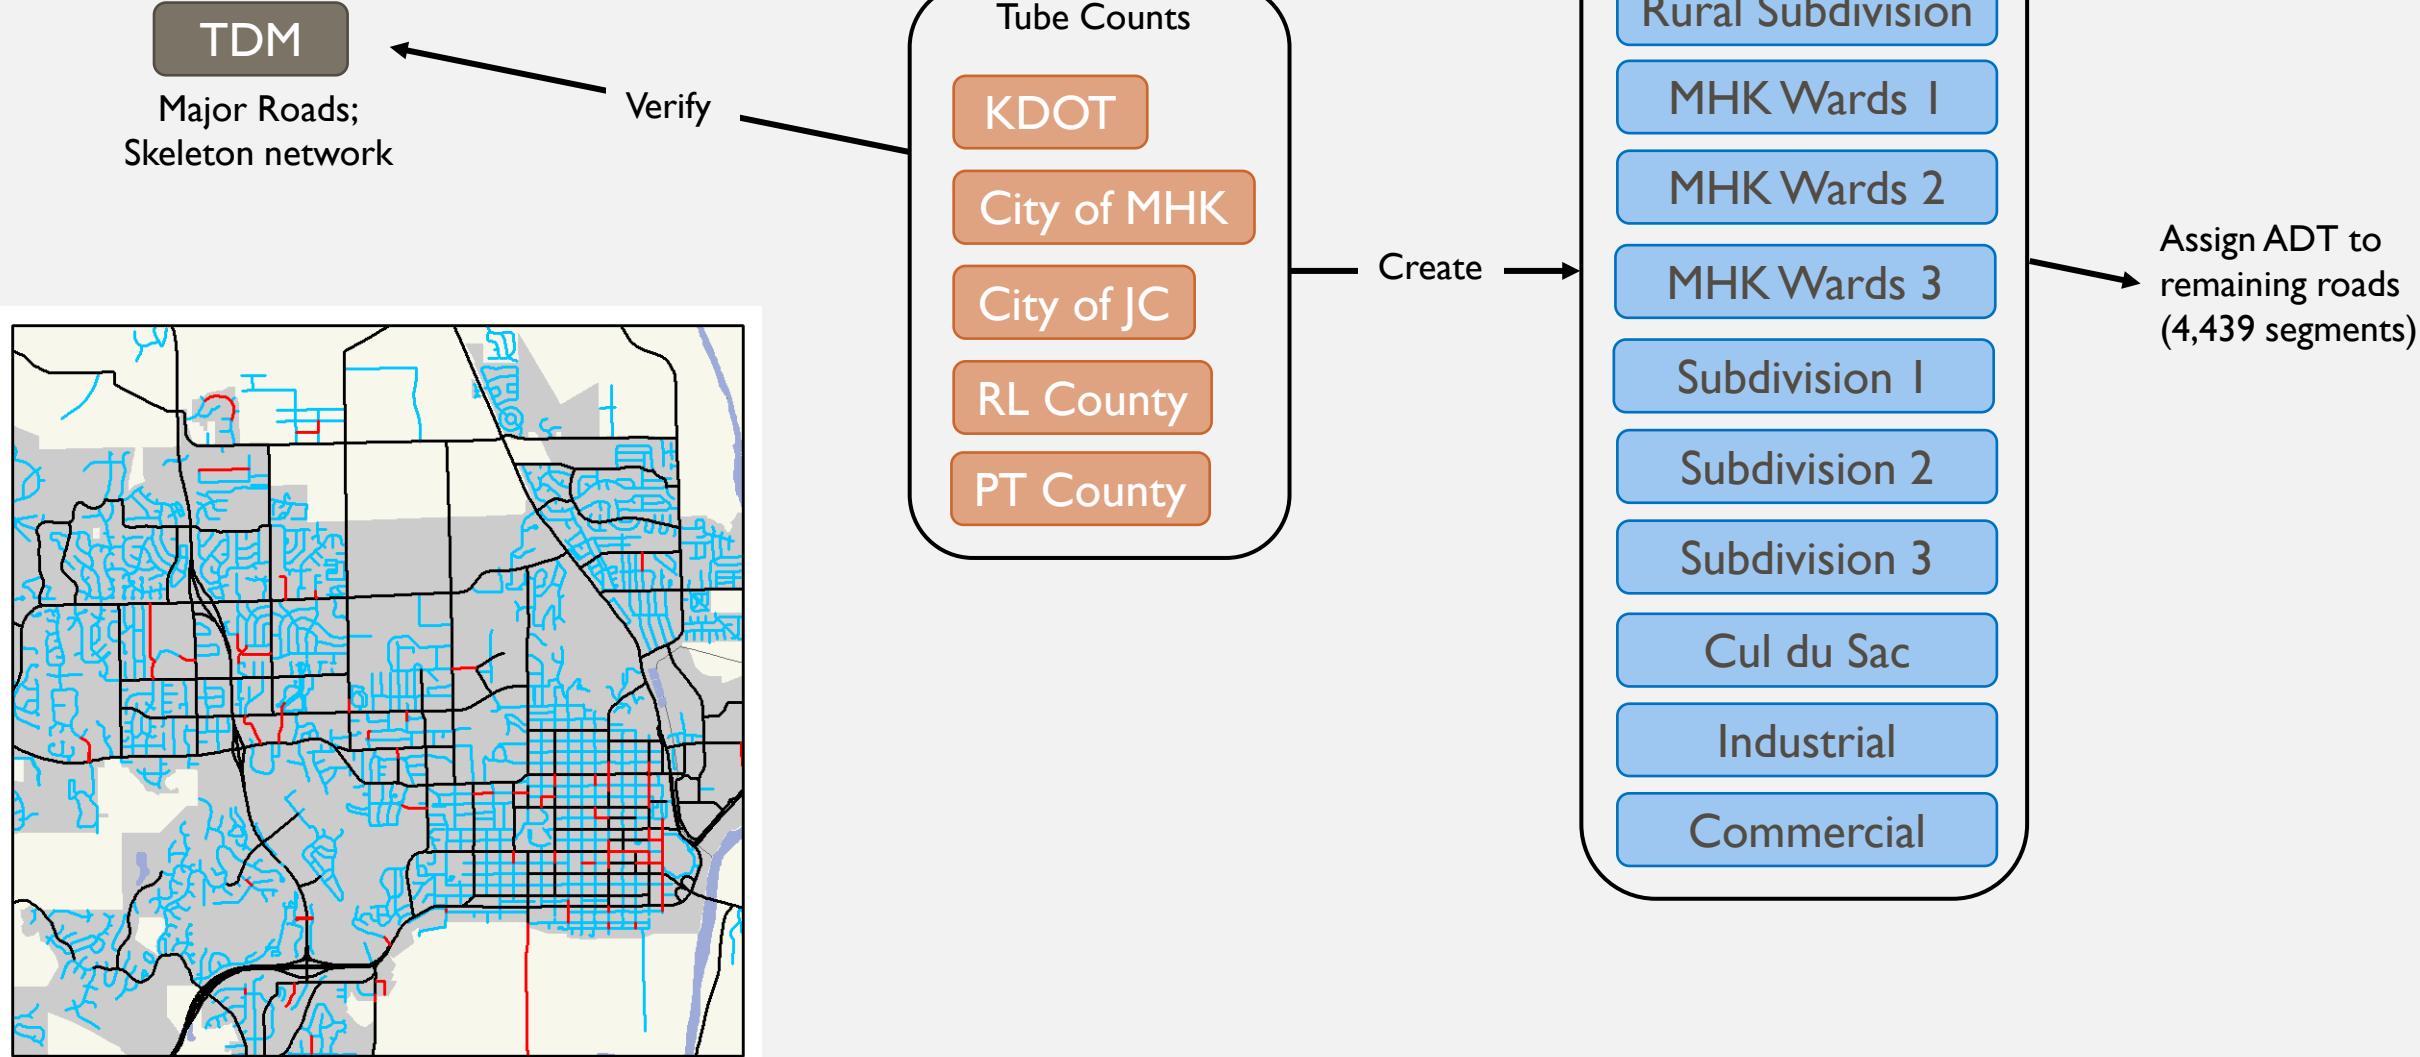 TDM
Major Roads;
Skeleton network
Verify
Tube Counts
KDOT
City of MHK
City of JC
RL County
PT County
Create
Rural Subdivision
MHK Wards 1
MHK Wards 2
MHK Wards 3
Subdivision 1
Subdivision 2
Subdivision 3
Cul du Sac
Industrial
Commercial
Assign ADT to
remaining roads
(4,439 segments)